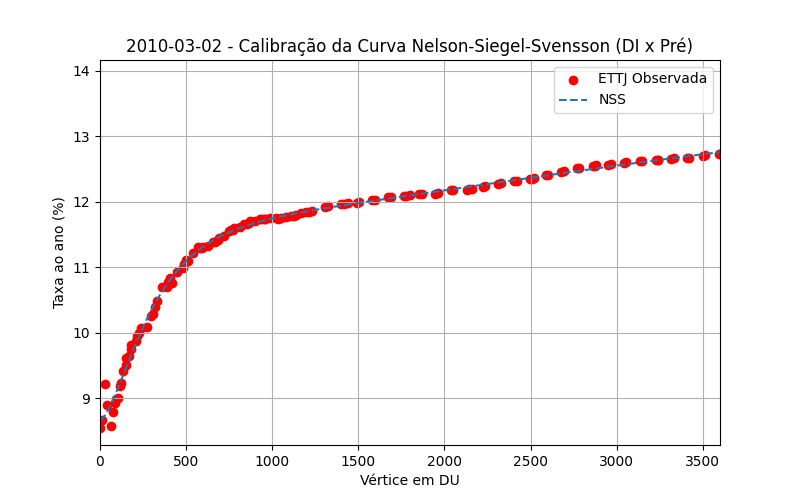 2010-03-02 - Calibração da Curva Nelson-Siegel-Svensson (DI x Pré)
14
13
12
11
10
9
Taxa ao ano (%)
ETTJ Observada
NSS
0 500 1000 1500 2000 2500 3000 3500
Vértice em DU